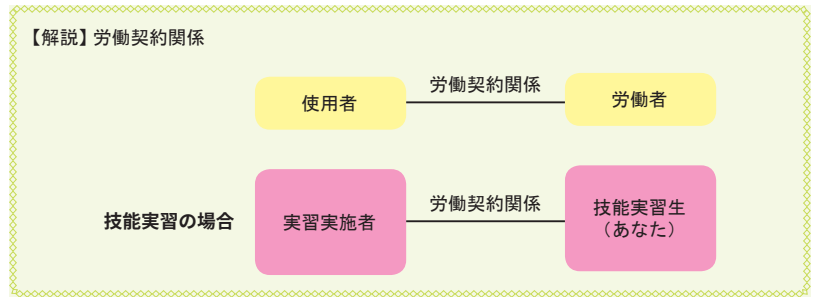 【解説】労働契約関係
使用者
労働契約関係
労働者
技能実習の場合
実習実施者
労働契約関係
技能実習生
（あなた）